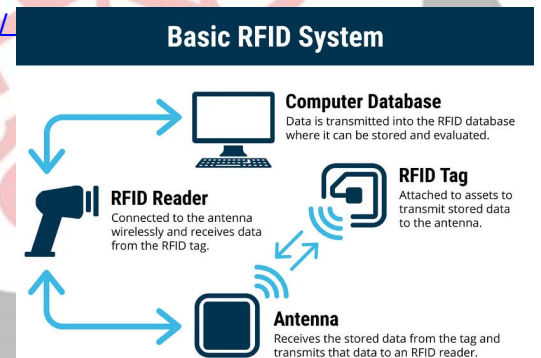 /
Basic RFID System
Computer Database
Data is transmitted into the RFID database
where it can be stored and evaluated.
RFID Tag
Attached to assets to
transmit stored data
to the antenna.
RFID Reader
Connected to the antenna
wirelessly and receives data
from the RFID tag.
Antenna
Receives the stored data from the tag and
transmits that data to an RFID reader.